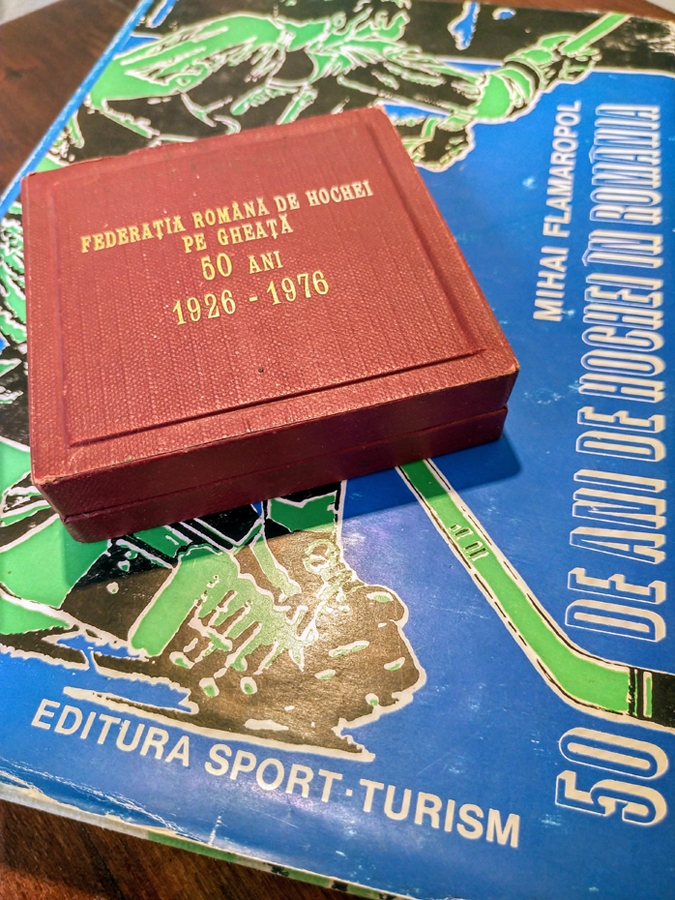 FEDERAȚIA ROMÂNĂ DE HOCHEI
PE GHEAȚĂ
50 ANI
1926 - 1976
MIHAI FLAMAROPOL
50 DE ANI DE HOCHEI ÎN ROMÂNIA
EDITURA SPORT·TURISM